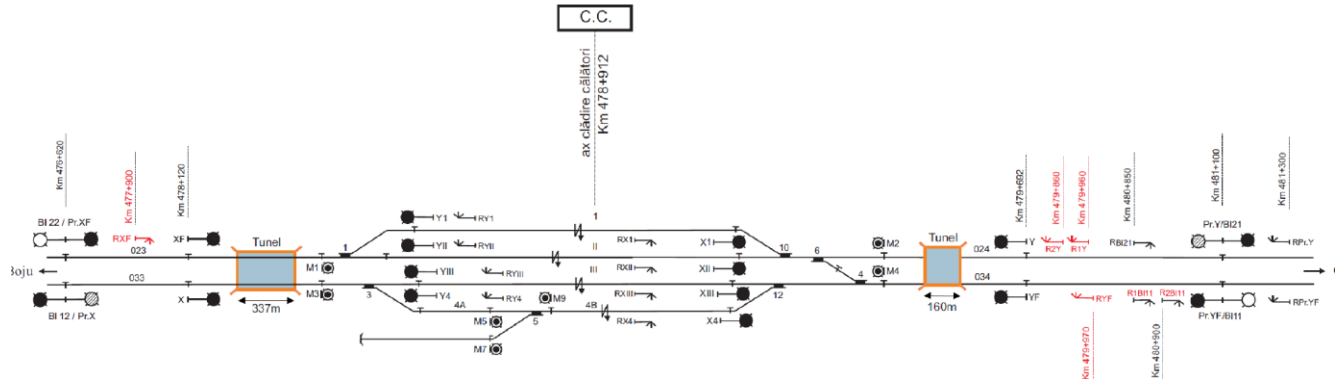 C.C.
ax clădire călători
Km 478+912
Km 476+620
Km 477+900
Km 478+120
Km 479+692
Km 479+860
Km 479+960
Km 480+850
Km 481+100
Km 481+300
BI 22 / Pr.XF
RXF
XF
Tunel
Y1
RY1
1
RX1
X1
M2
Tunel
Y
R2Y
R1Y
RBI21
Pr.Y/BI21
RPr.Y
023
1
YII
RYII
II
RXII
XII
10
6
024
Boju
M1
YIII
RYIII
III
RXIII
XIII
M4
033
X
M3
3
Y4
RY4
M9
12
4
034
YF
RYF
R1BI11
R2BI11
RPr.YF
BI 12 / Pr.X
337m
4A
M5
5
4B
RX4
X4
160m
Pr.YF/BI11
M7
Km 479+970
Km 480+900